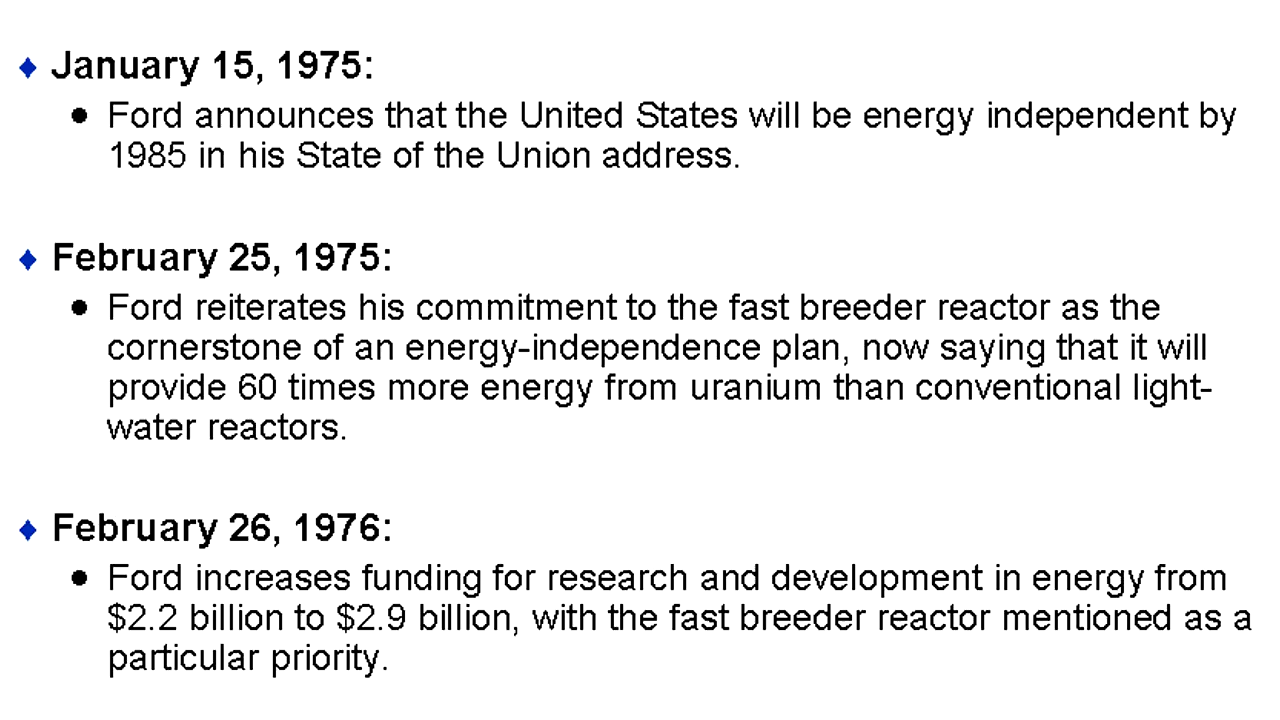 ♦ January 15, 1975:
● Ford announces that the United States will be energy independent by
1985 in his State of the Union address.
♦ February 25, 1975:
● Ford reiterates his commitment to the fast breeder reactor as the
cornerstone of an energy-independence plan, now saying that it will
provide 60 times more energy from uranium than conventional light-
water reactors.
♦ February 26, 1976:
● Ford increases funding for research and development in energy from
$2.2 billion to $2.9 billion, with the fast breeder reactor mentioned as a
particular priority.